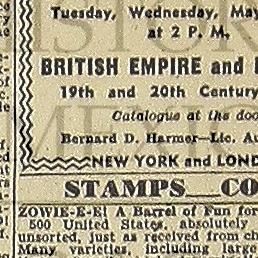 Tuesday, Wednesday, May
at 2 P. M.
BRITISH EMPIRE and
19th and 20th Century
Catalogue at the doo
Bernard D. Harmer—Lic. Au
NEW YORK and LOND
STAMPS CO
ZOWIE-E-E! A Barrel of Fun for
500 United States, absolutely
unsorted, just as received from ch
Many varieties, including large